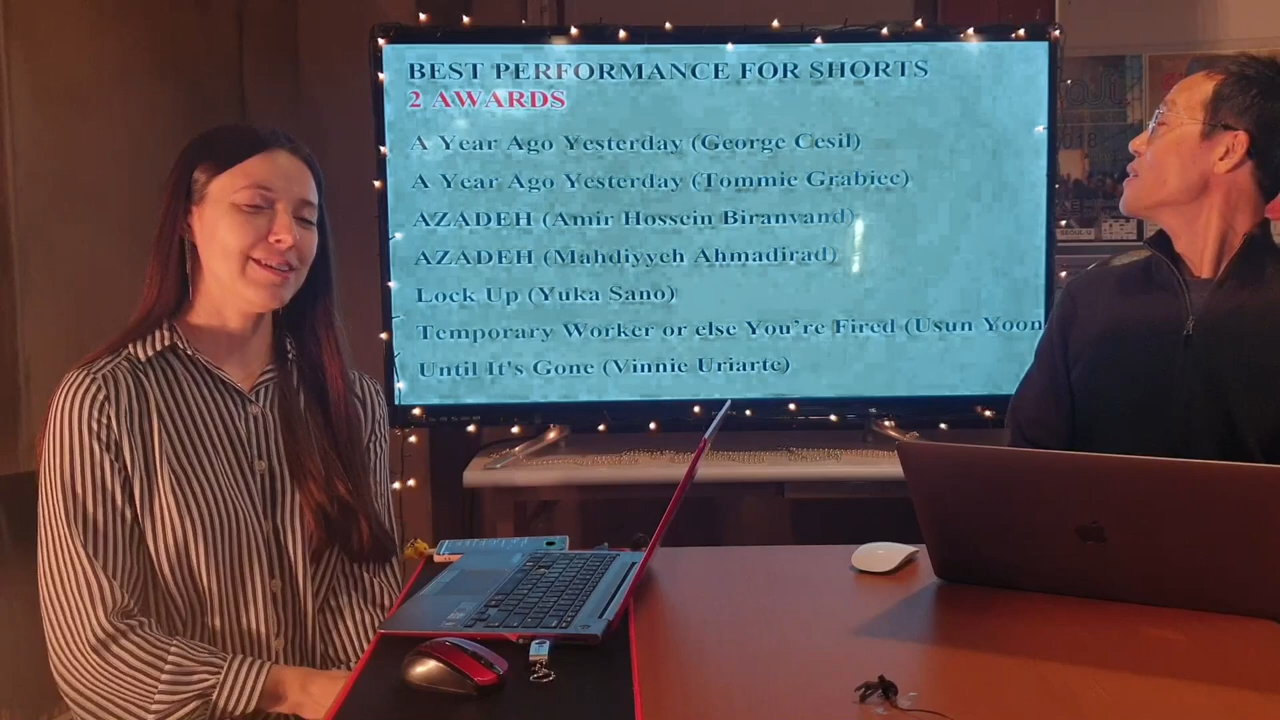 BEST PERFORMANCE FOR SHORTS
2 AWARDS
A Year Ago Yesterday (George Cesil)
A Year Ago Yesterday (Tommie Grabiec)
AZADEH (Amir Hossein Biranvand)
AZADEH (Mahdiyyeh Ahmadirad)
Lock Up (Yuka Sano)
Temporary Worker or else You're Fired (Usun Yoon
Until It's Gone (Vinnie Uriarte)
SEOUL